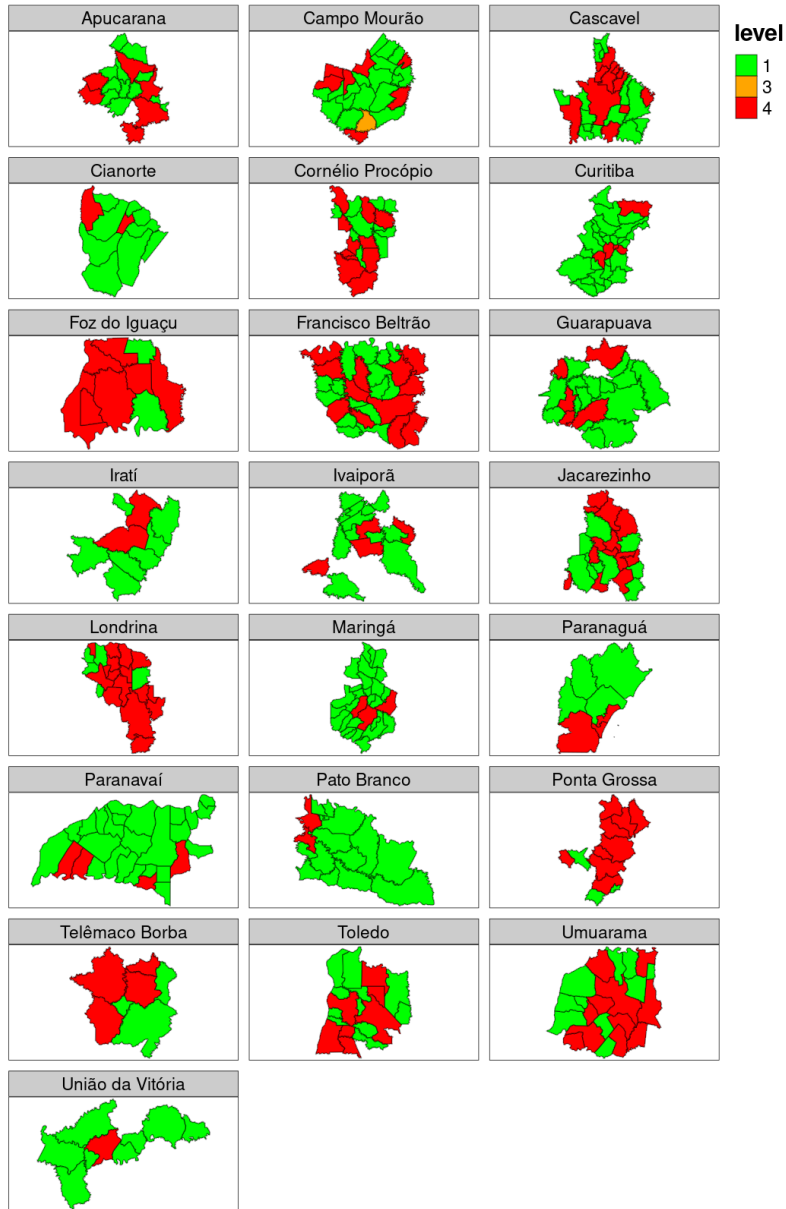 Apucarana
Campo Mourão
Cascavel
level
1
3
4
Cianorte
Cornélio Procópio
Curitiba
Foz do Iguaçu
Francisco Beltrão
Guarapuava
Iratí
Ivaiporã
Jacarezinho
Londrina
Maringá
Paranaguá
Paranavaí
Pato Branco
Ponta Grossa
Telêmaco Borba
Toledo
Umuarama
União da Vitória